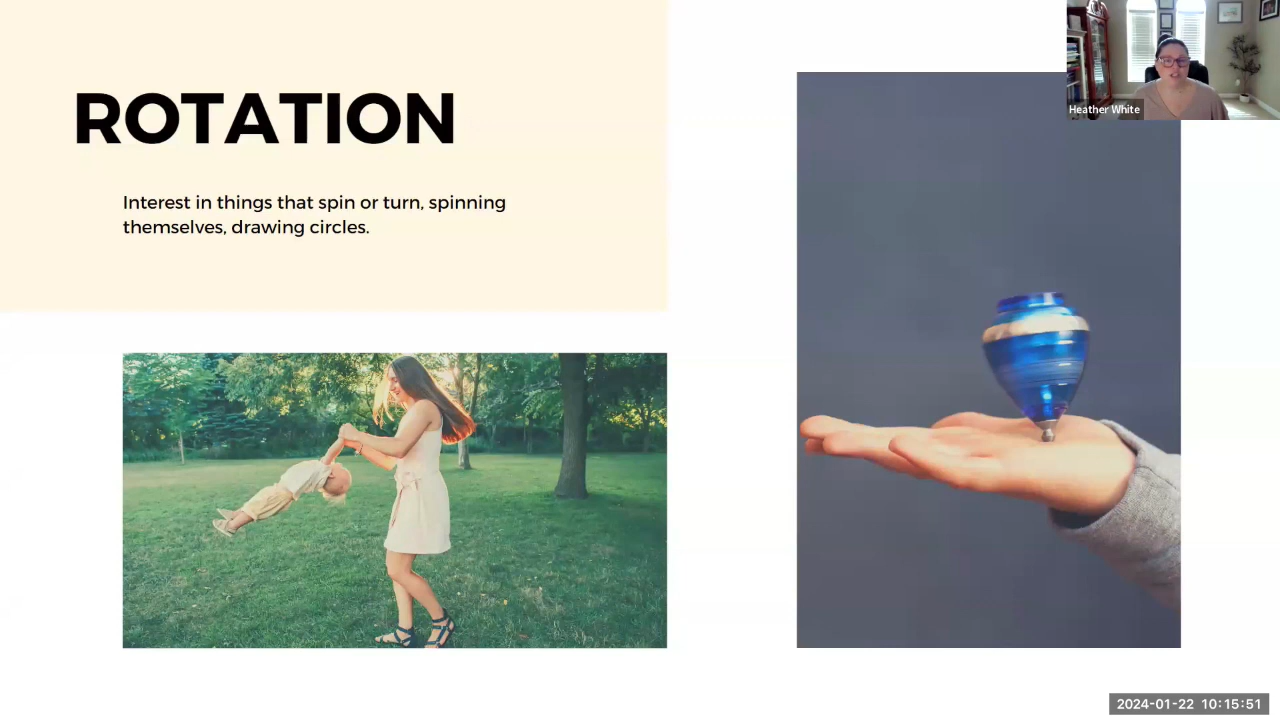 ROTATION
Interest in things that spin or turn, spinning
themselves, drawing circles.
Heather White
2024-01-22 10:15:51